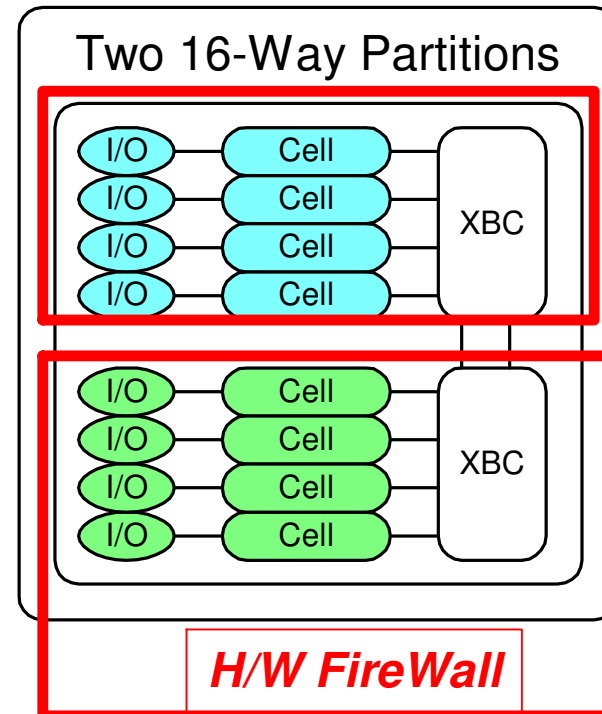 Two 16-Way Partitions
I/O Cell
I/O Cell
XBC
I/O Cell
I/O Cell
I/O Cell
I/O Cell
XBC
I/O Cell
I/O Cell
H/W FireWall